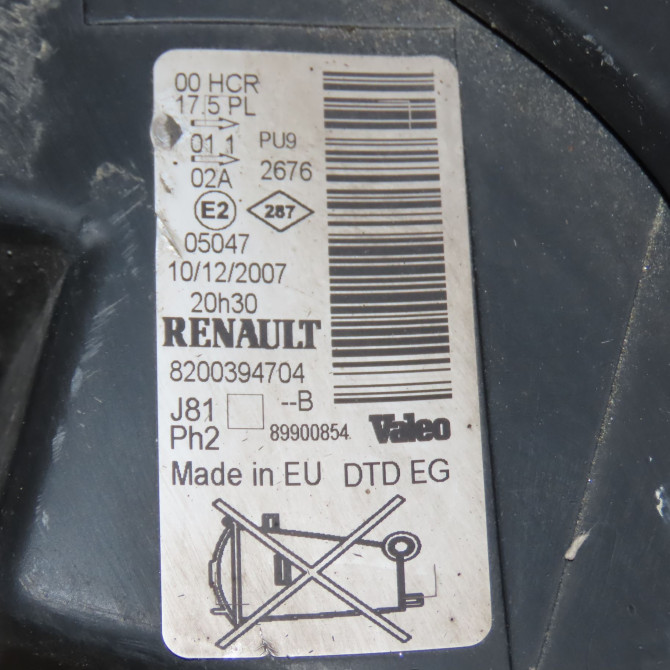 00 HCR
17.5 PL
01 1
PU9
02A
2676
E2
287
05047
10/12/2007
20h30
RENAULT
8200394704
J81
--B
Ph2
89900854
Valeo
Made in EU DTD EG